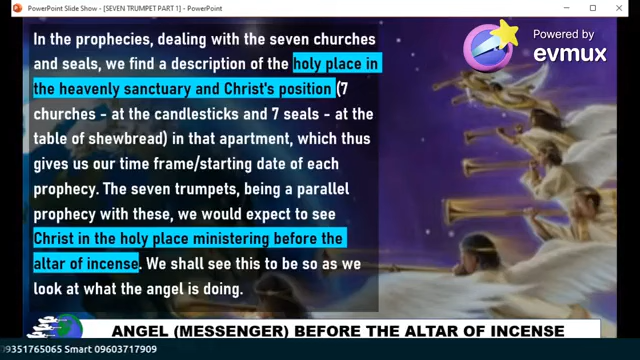 PowerPoint Slide Show - [SEVEN TRUMPET PART 1] - PowerPoint
In the prophecies, dealing with the seven churches
and seals, we find a description of the holy place in
the heavenly sanctuary and Christ's position (7
churches - at the candlesticks and 7 seals - at the
table of shewbread) in that apartment, which thus
gives us our time frame/starting date of each
prophecy. The seven trumpets, being a parallel
prophecy with these, we would expect to see
Christ in the holy place ministering before the
altar of incense. We shall see this to be so as we
look at what the angel is doing.
Powered by
evmux
ANGEL (MESSENGER) BEFORE THE ALTAR OF INCENSE
09351765065 Smart 09603717909